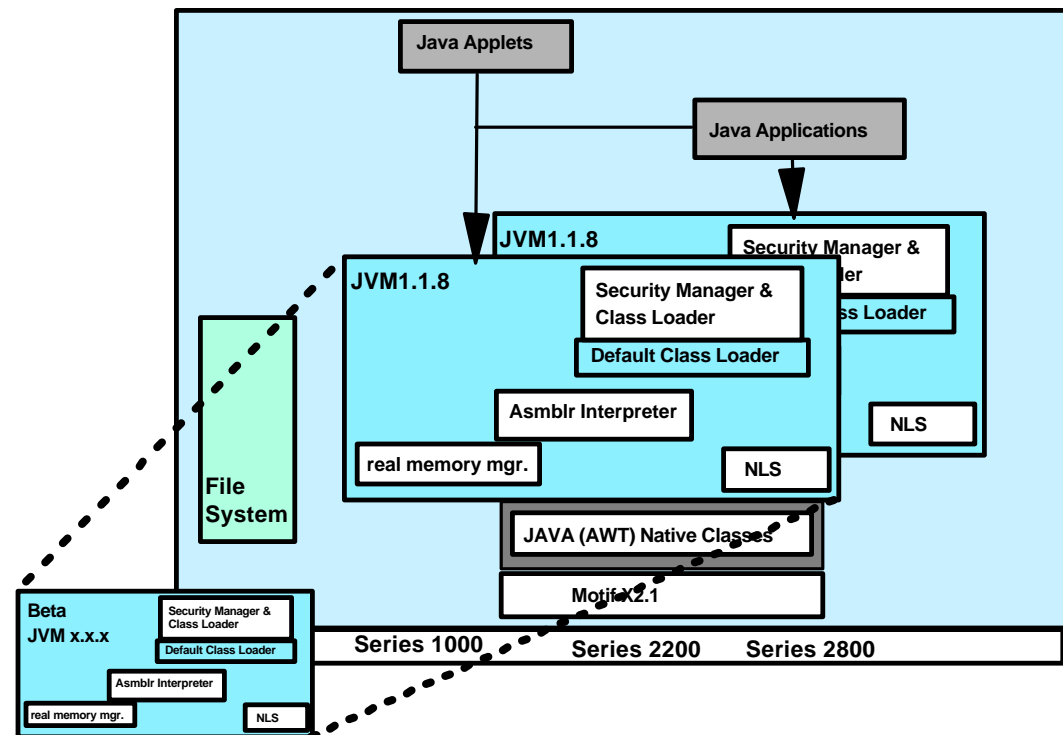 Java Applets
Java Applications
JVM1.1.8
Security Manager &
ss Loader
NLS
JVM1.1.8
Security Manager &
Class Loader
Default Class Loader
Asmblr Interpreter
real memory mgr.
NLS
File
System
JAVA (AWT) Native Classes
Motif X2.1
Beta
JVM x.x.x
Security Manager &
Class Loader
Default Class Loader
Asmblr Interpreter
real memory mgr.
NLS
Series 1000
Series 2200
Series 2800